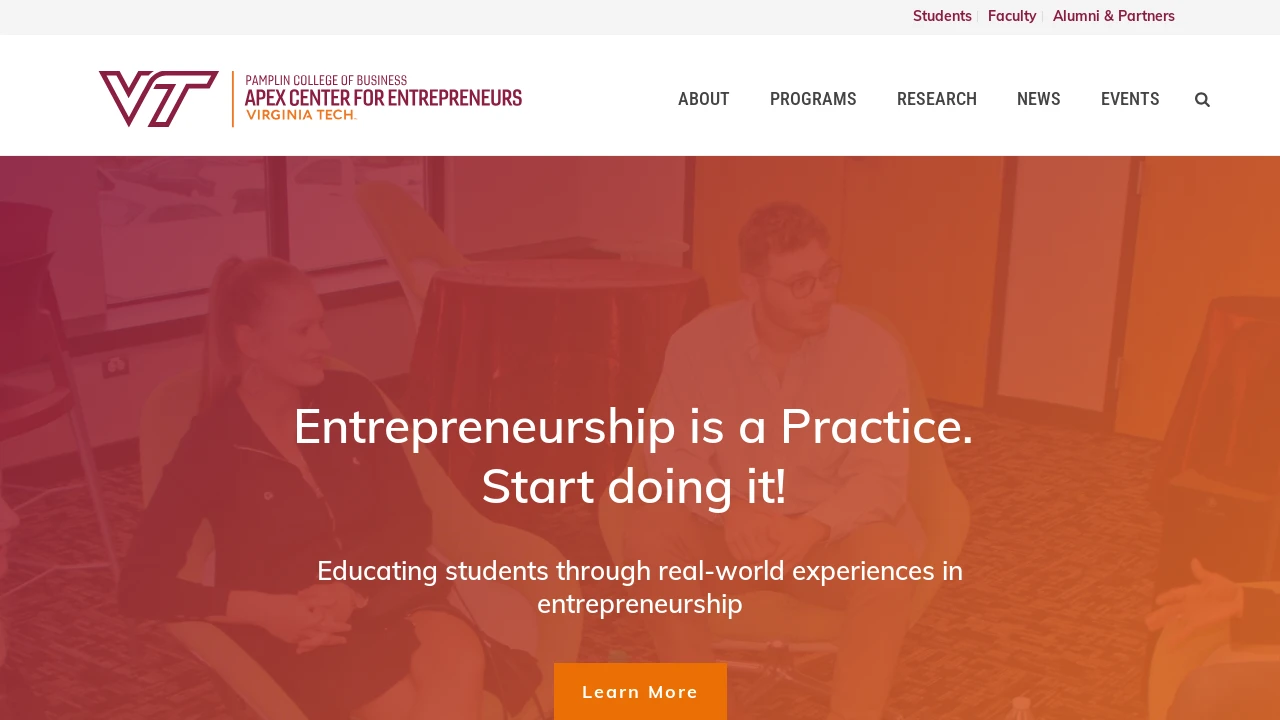 Students
Faculty
Alumni & Partners
VT
PAMPLIN COLLEGE OF BUSINESS
APEX CENTER FOR ENTREPRENEURS
VIRGINIA TECH.
ABOUT
PROGRAMS
RESEARCH
NEWS
EVENTS
Entrepreneurship is a Practice.
Start doing it!
Educating students through real-world experiences in
entrepreneurship
Learn More